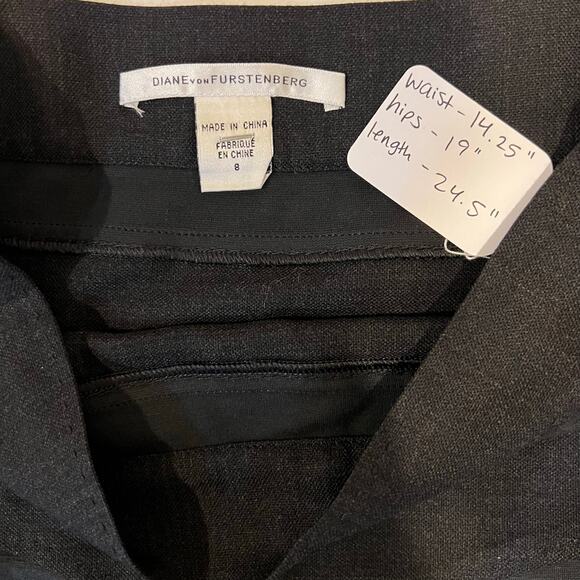 DIANE VON FURSTENBERG
MADE IN CHINA
FABRIQUÉ
EN CHINE
8
waist - 14.25"
hips - 19"
length - 24.5"